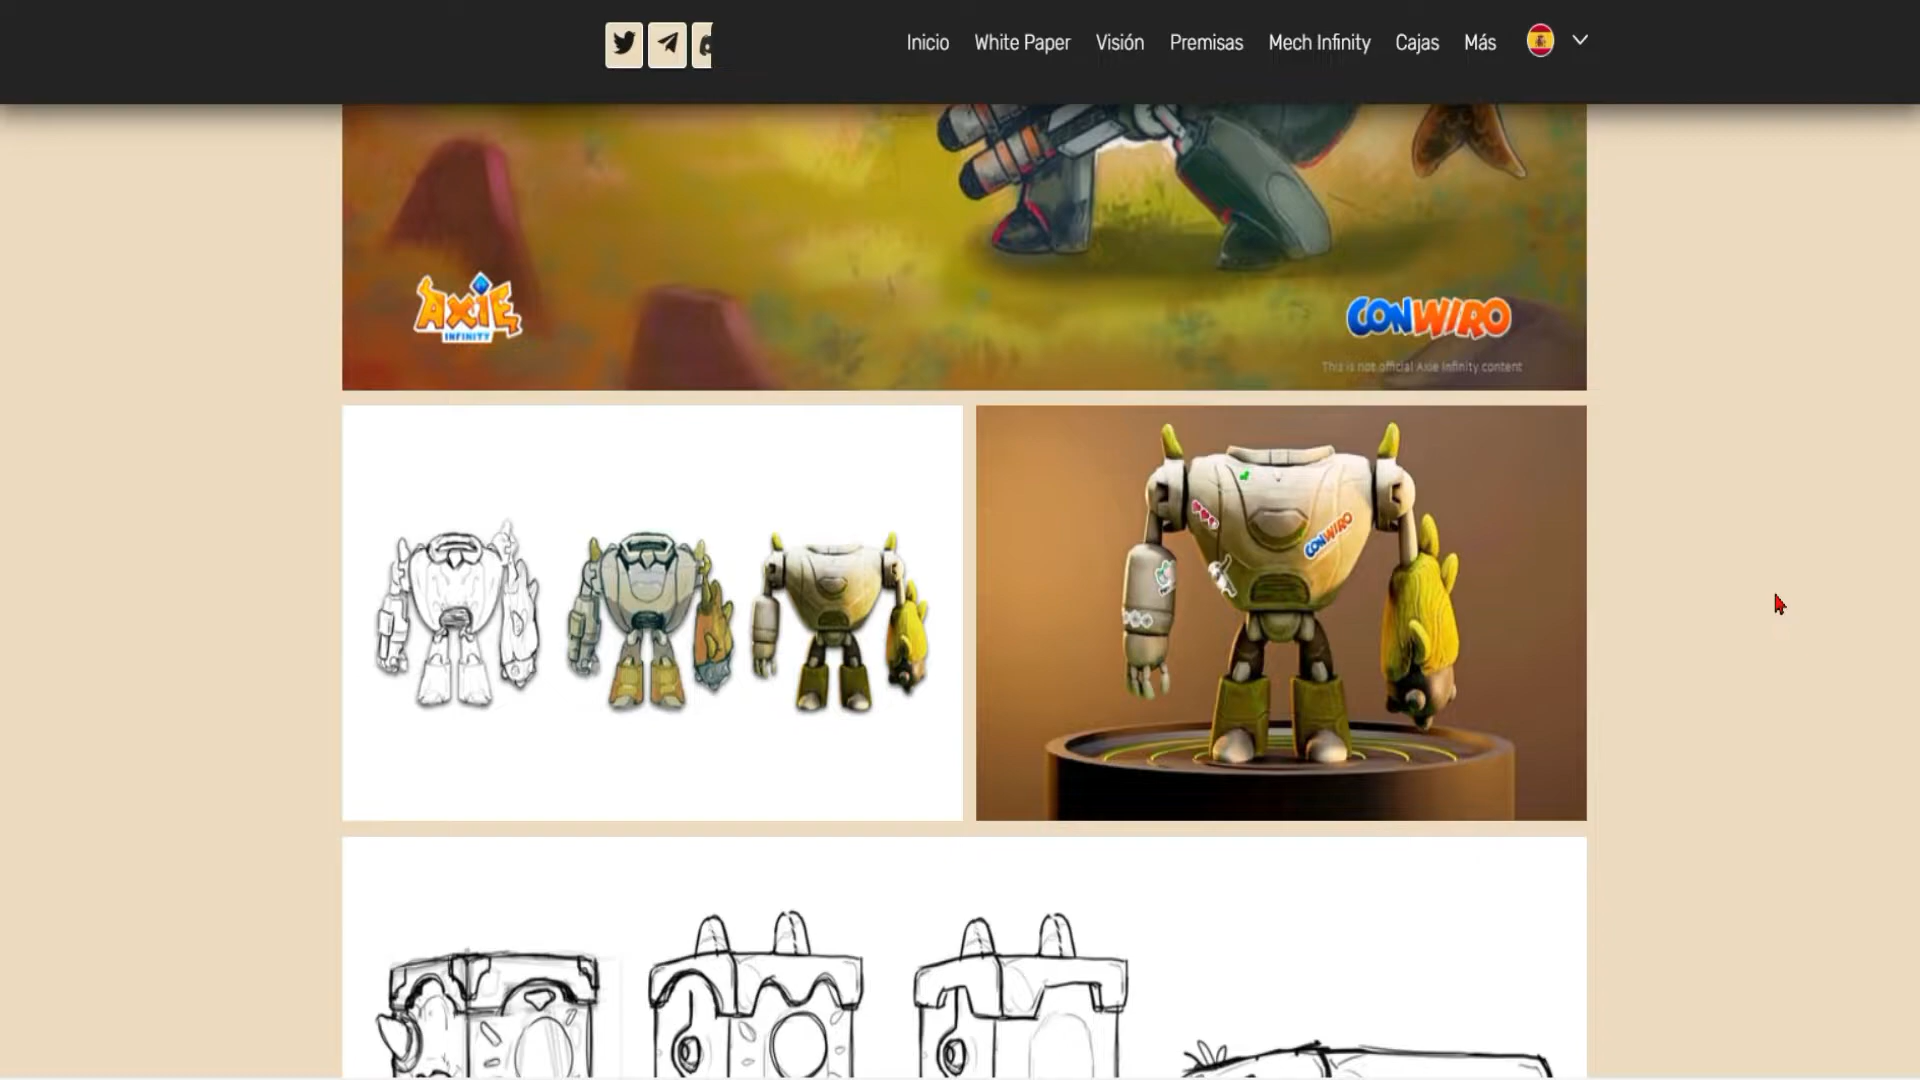 Inicio White Paper Visión Premisas Mech Infinity Cajas Más
AXIE
INFINITY
CONWIRO
This is not official Axie Infinity content
CONWIRO